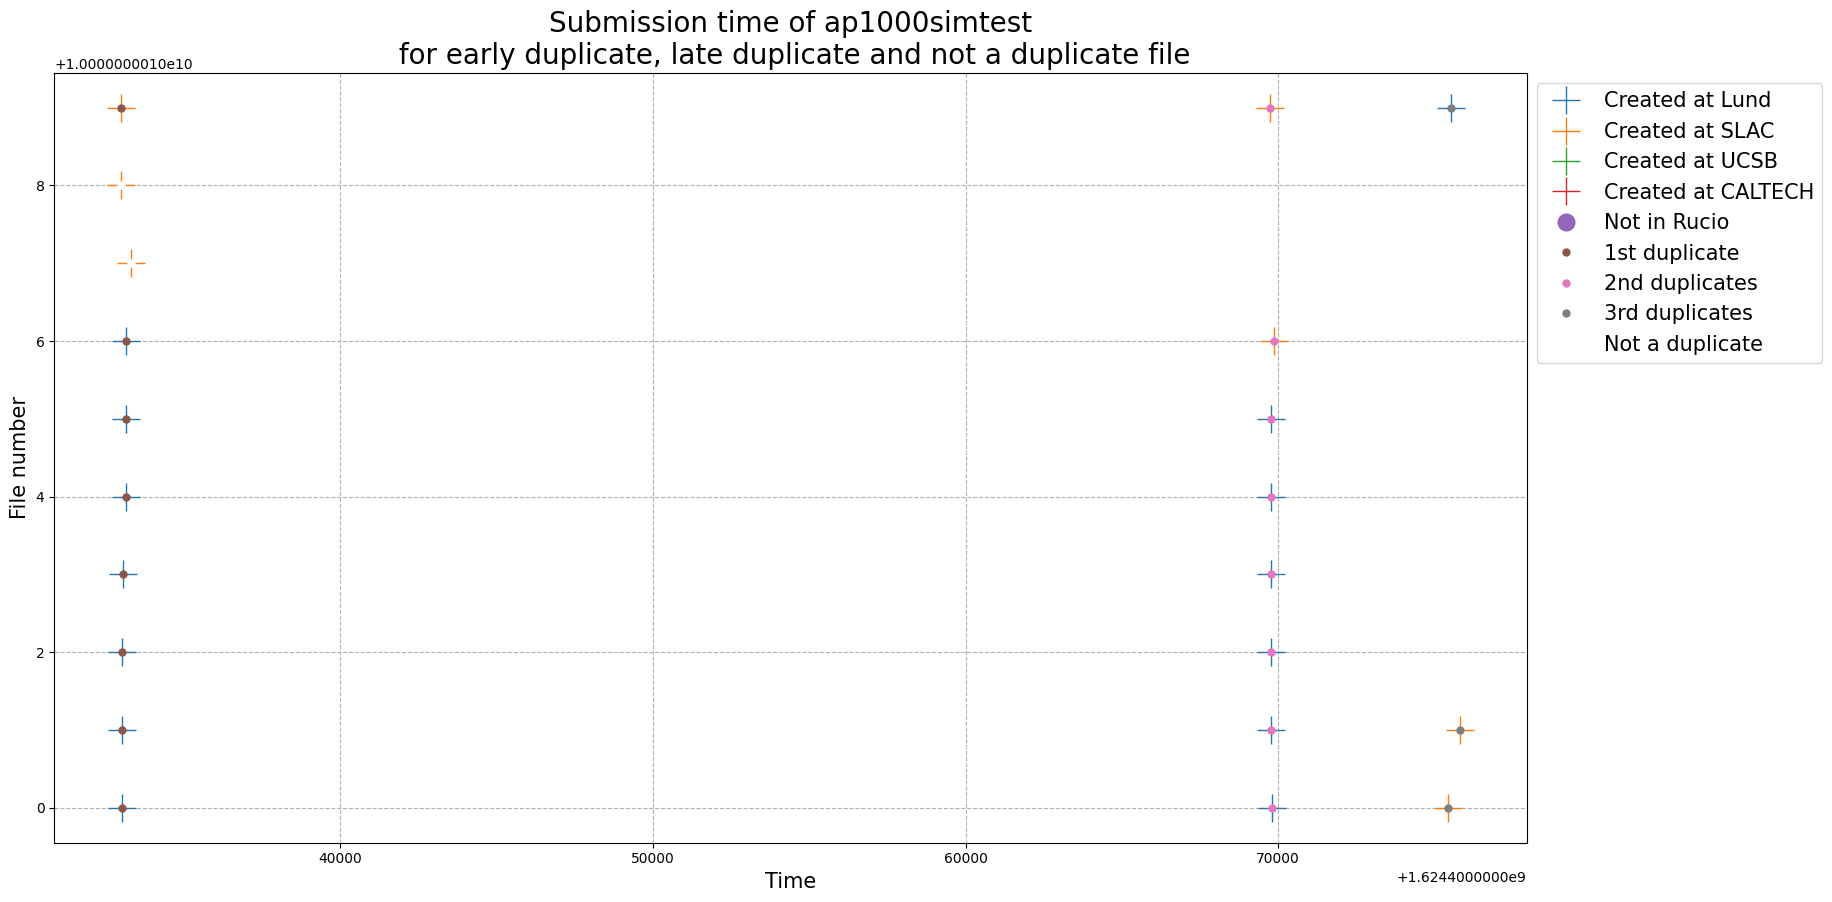 Submission time of ap1000simtest
for early duplicate, late duplicate and not a duplicate file
+1.0000000010e10
8
6
4
2
0
File number
40000
50000
60000
70000
Time
+1.6244000000e9
Created at Lund
Created at SLAC
Created at UCSB
Created at CALTECH
Not in Rucio
1st duplicate
2nd duplicates
3rd duplicates
Not a duplicate